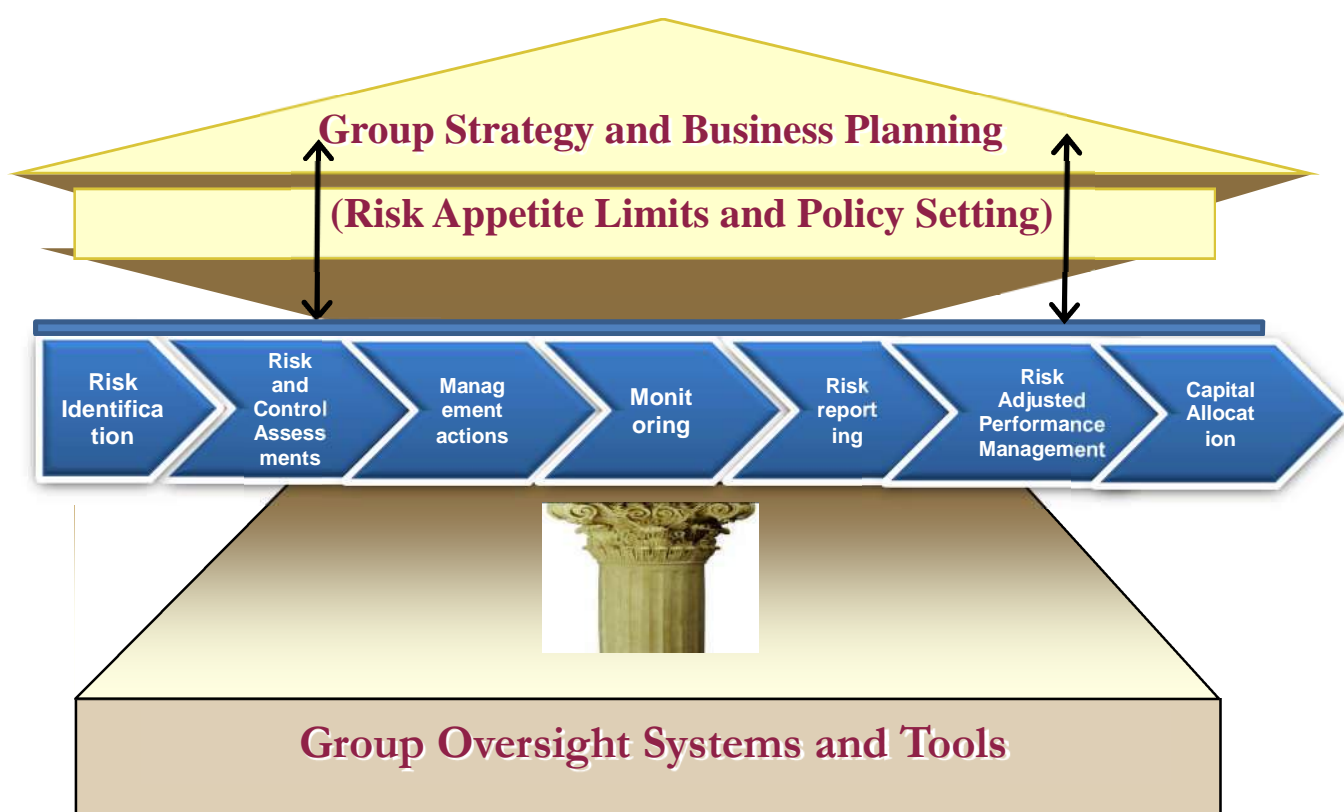 Group Strategy and Business Planning
(Risk Appetite Limits and Policy Setting)
Risk
Identifica
tion
Risk
and
Control
Assess
ments
Manag
ement
actions
Monit
oring
Risk
report
ing
Risk
Adjusted
Performance
Management
Capital
Allocat
ion
Group Oversight Systems and Tools